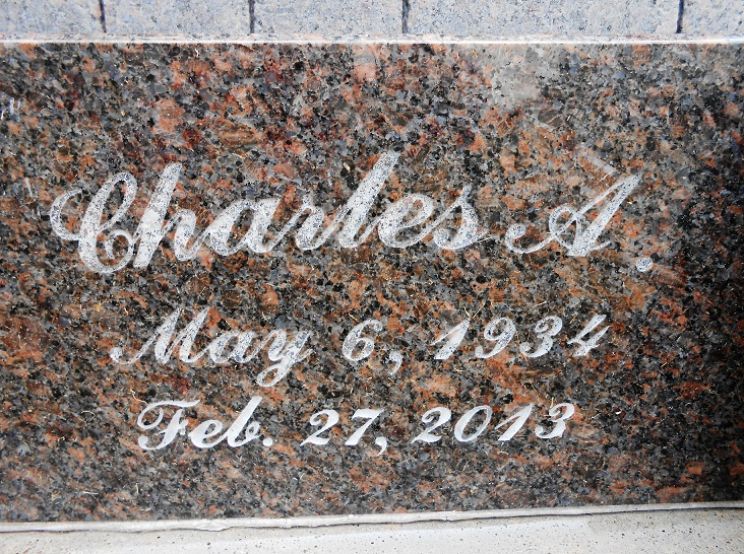 Charles A.
May 6, 1934
Feb. 27, 2013